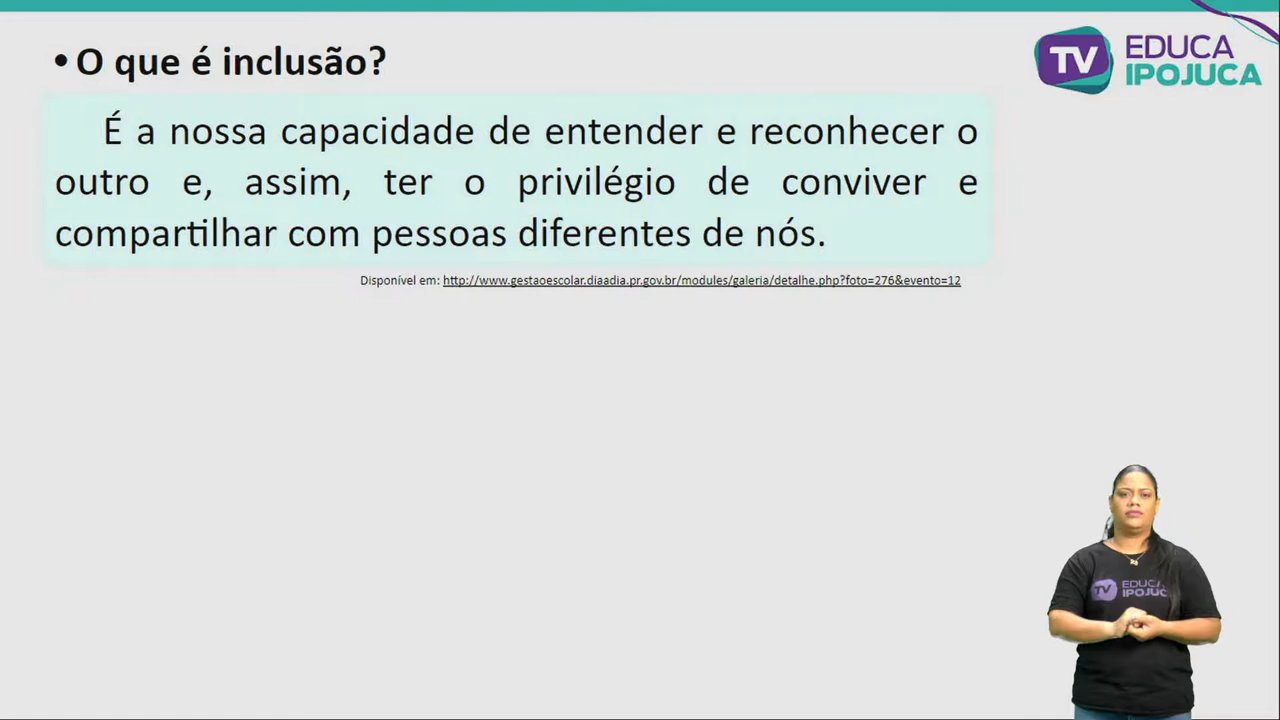 • O que é inclusão?
TV EDUCA
IPOJUCA
É a nossa capacidade de entender e reconhecer o
outro e, assim, ter o privilégio de conviver e
compartilhar com pessoas diferentes de nós.
Disponível em: http://www.gestaoescolar.diaadia.pr.gov.br/modules/galeria/detalhe.php?foto=276&evento=12
TV EDUCA
IPOJUC